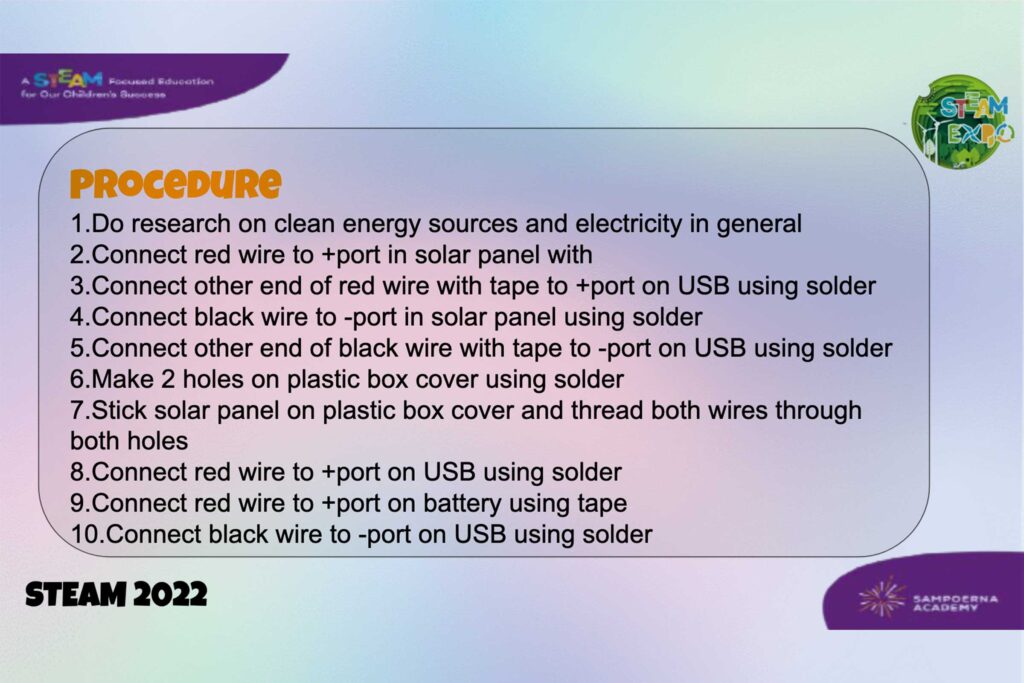 A STEAM Focused Education
for Our Children's Success
STEAM
EXPO
PROCEDURE
1.Do research on clean energy sources and electricity in general
2.Connect red wire to +port in solar panel with
3.Connect other end of red wire with tape to +port on USB using solder
4.Connect black wire to -port in solar panel using solder
5.Connect other end of black wire with tape to -port on USB using solder
6.Make 2 holes on plastic box cover using solder
7.Stick solar panel on plastic box cover and thread both wires through
both holes
8.Connect red wire to +port on USB using solder
9.Connect red wire to +port on battery using tape
10.Connect black wire to -port on USB using solder
STEAM 2022
SAMPOERNA
ACADEMY